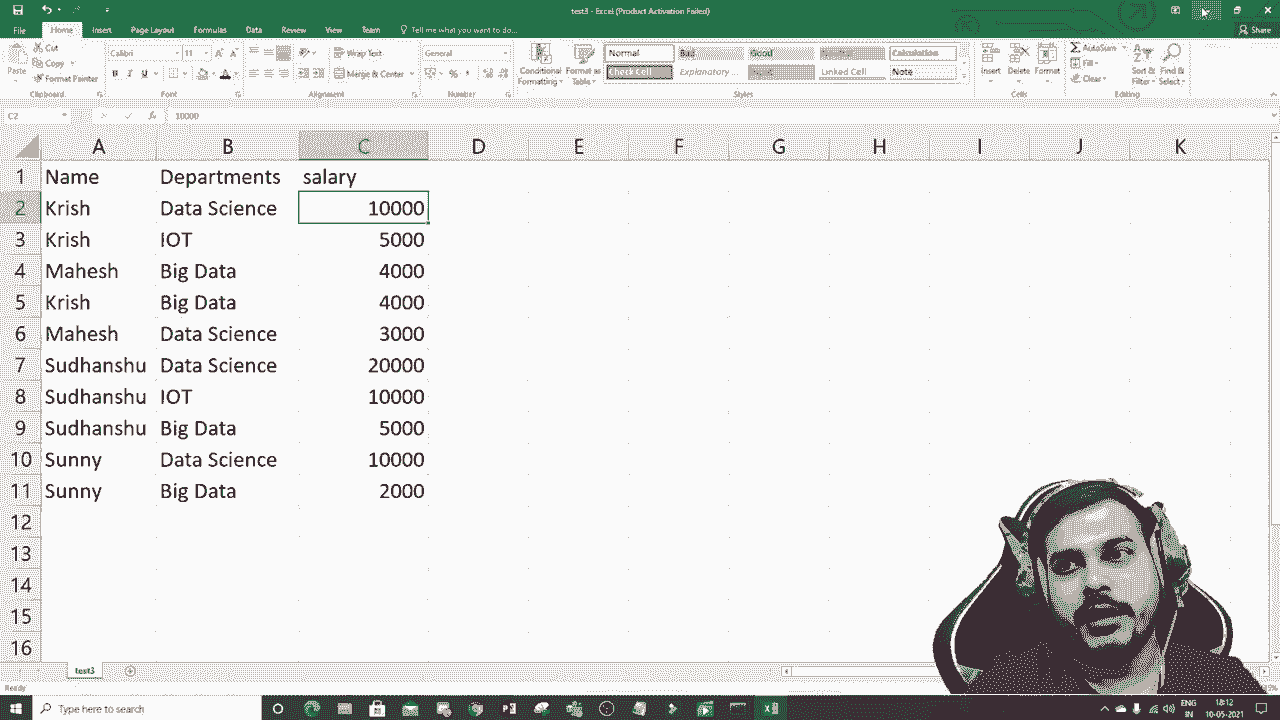 test3 - Excel (Product Activation Failed)
File Home Insert Page Layout Formulas Data Review View Team Tell me what you want to do... Share
Paste Cut Copy Format Painter
Calibri 11
Wrap Text
Merge & Center
General
Conditional Formatting Format as Table
Normal Bad Good Calculation
Check Cell Explanatory ... Linked Cell Note
Insert Delete Format
AutoSum Fill Clear
Sort & Filter Find & Select
Clipboard Font Alignment Number Styles Cells Editing
C2 fx 10000
A B C D E F G H I J K
1 Name Departments salary
2 Krish Data Science 10000
3 Krish IOT 5000
4 Mahesh Big Data 4000
5 Krish Big Data 4000
6 Mahesh Data Science 3000
7 Sudhanshu Data Science 20000
8 Sudhanshu IOT 10000
9 Sudhanshu Big Data 5000
10 Sunny Data Science 10000
11 Sunny Big Data 2000
12
13
14
15
16
test3
Ready
Type here to search
ENG IN
18:12
10-05-2021